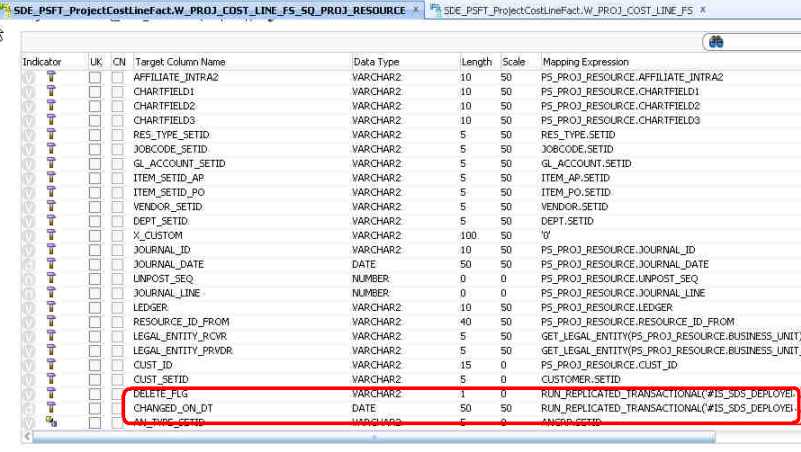 SDE_PSFT_ProjectCostLineFact.W_PROJ_COST_LINE_FS_SQ_PROJ_RESOURCE x SDE_PSFT_ProjectCostLineFact.W_PROJ_COST_LINE_FS x
Indicator UK CN Target Column Name Data Type Length Scale Mapping Expression
AFFILIATE_INTRA2 VARCHAR2 10 50 PS_PROJ_RESOURCE.AFFILIATE_INTRA2
CHARTFIELD1 VARCHAR2 10 50 PS_PROJ_RESOURCE.CHARTFIELD1
CHARTFIELD2 VARCHAR2 10 50 PS_PROJ_RESOURCE.CHARTFIELD2
CHARTFIELD3 VARCHAR2 10 50 PS_PROJ_RESOURCE.CHARTFIELD3
RES_TYPE_SETID VARCHAR2 5 50 RES_TYPE.SETID
JOBCODE_SETID VARCHAR2 5 50 JOBCODE.SETID
GL_ACCOUNT_SETID VARCHAR2 5 50 GL_ACCOUNT.SETID
ITEM_SETID_AP VARCHAR2 5 50 ITEM_AP.SETID
ITEM_SETID_PO VARCHAR2 5 50 ITEM_PO.SETID
VENDOR_SETID VARCHAR2 5 50 VENDOR.SETID
DEPT_SETID VARCHAR2 5 50 DEPT.SETID
X_CUSTOM VARCHAR2 100 50 '0'
JOURNAL_ID VARCHAR2 10 50 PS_PROJ_RESOURCE.JOURNAL_ID
JOURNAL_DATE DATE 50 50 PS_PROJ_RESOURCE.JOURNAL_DATE
UNPOST_SEQ NUMBER 0 0 PS_PROJ_RESOURCE.UNPOST_SEQ
JOURNAL_LINE NUMBER 0 0 PS_PROJ_RESOURCE.JOURNAL_LINE
LEDGER VARCHAR2 10 50 PS_PROJ_RESOURCE.LEDGER
RESOURCE_ID_FROM VARCHAR2 40 50 PS_PROJ_RESOURCE.RESOURCE_ID_FROM
LEGAL_ENTITY_RCVR VARCHAR2 5 50 GET_LEGAL_ENTITY(PS_PROJ_RESOURCE.BUSINESS_UNIT)
LEGAL_ENTITY_PRVDR VARCHAR2 5 50 GET_LEGAL_ENTITY(PS_PROJ_RESOURCE.BUSINESS_UNIT_
CUST_ID VARCHAR2 15 0 PS_PROJ_RESOURCE.CUST_ID
CUST_SETID VARCHAR2 5 0 CUSTOMER.SETID
DELETE_FLG VARCHAR2 1 0 RUN_REPLICATED_TRANSACTIONAL('#IS_SDS_DEPLOYE
CHANGED_ON_DT DATE 50 50 RUN_REPLICATED_TRANSACTIONAL('#IS_SDS_DEPLOYE
AN_TYPE_SETID VARCHAR2 5 0